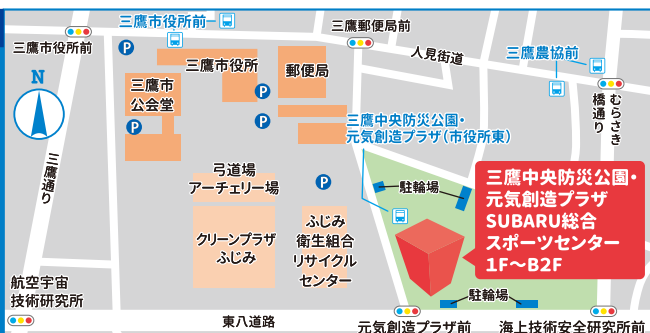 三鷹市役所前
三鷹市役所前
三鷹郵便局前
人見街道
三鷹農協前
三鷹市役所
郵便局
三鷹市
公会堂
P
P
P
P
P
N
三鷹通り
むらさき
橋通り
三鷹中央防災公園・
元気創造プラザ(市役所東)
弓道場
アーチェリー場
駐輪場
三鷹中央防災公園・
元気創造プラザ
SUBARU総合
スポーツセンター
1F〜B2F
クリーンプラザ
ふじみ
ふじみ
衛生組合
リサイクル
センター
航空宇宙
技術研究所
駐輪場
東八道路
元気創造プラザ前
海上技術安全研究所前